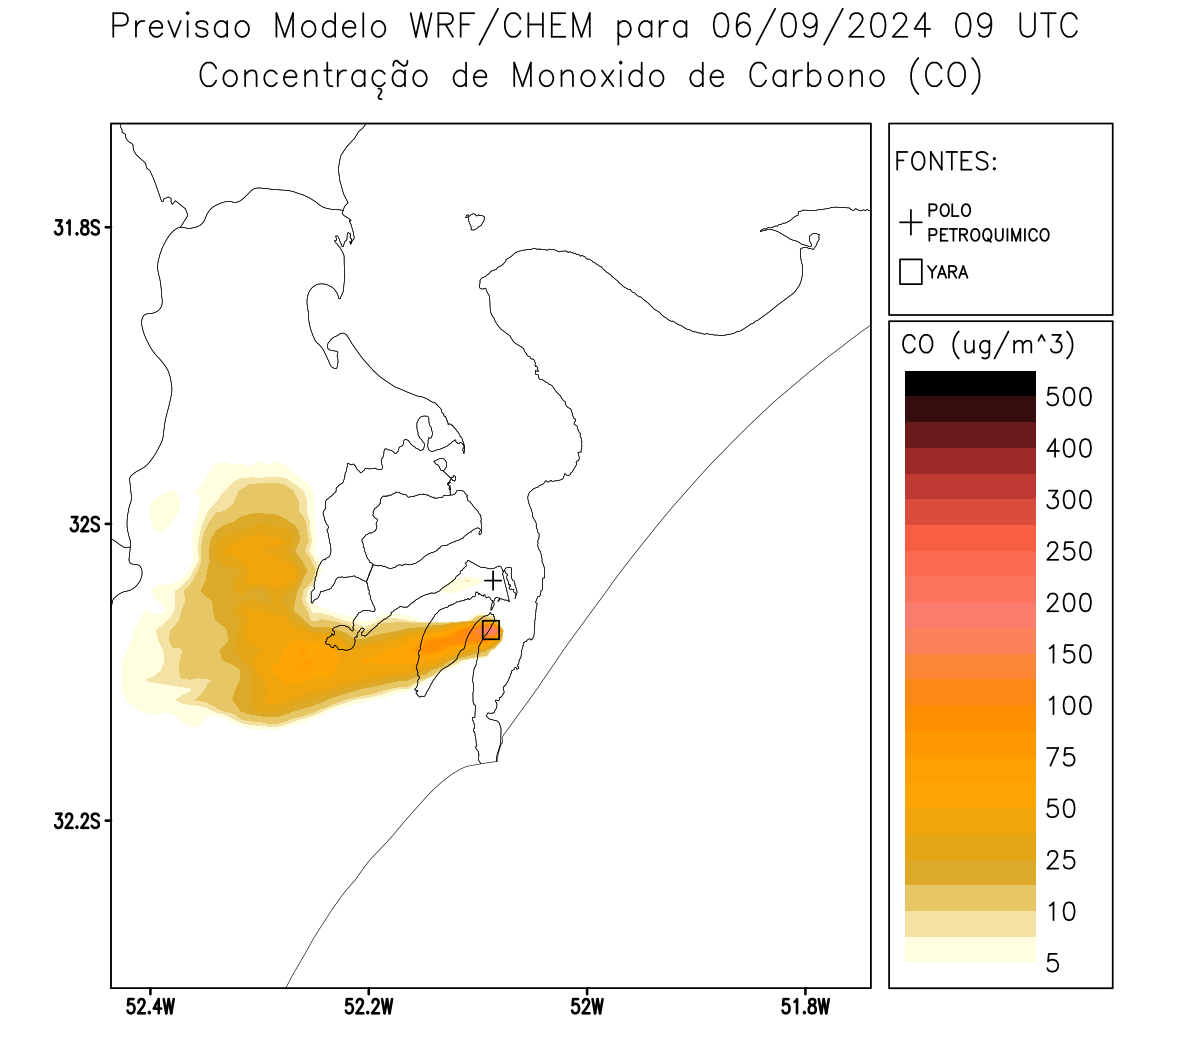 Previsao Modelo WRF/CHEM para 06/09/2024 09 UTC
Concentração de Monoxido de Carbono (CO)
FONTES:
POLO
PETROQUIMICO
YARA
CO (ug/m^3)
500
400
300
250
200
150
100
75
50
25
10
5
31.8S
32S
32.2S
52.4W
52.2W
52W
51.8W